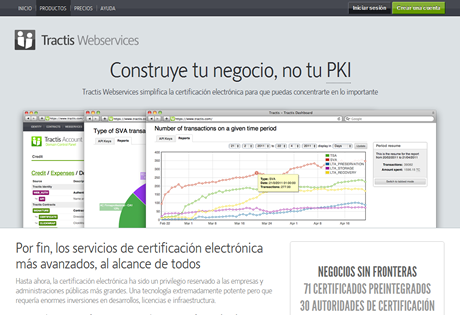 INICIO PRODUCTOS PRECIOS AYUDA
Iniciar sesión Crear una cuenta
Tractis Webservices
Construye tu negocio, no tu PKI
Tractis Webservices simplifica la certificación electrónica para que puedas concentrarte en lo importante
Tractis Account
Credit
Credit / Expenses /
Type of SVA transactions
API Keys Reports
Tractis – Tractis Dashboard
Number of transactions on a given time period
API Keys Reports
TSA
SVA
LTA_PRESERVATION
LTA_STORAGE
LTA_RECOVERY
Type: SVA
Transactions: 277.00
Period resume:
Por fin, los servicios de certificación electrónica
más avanzados, al alcance de todos
Hasta ahora, la certificación electrónica ha sido un privilegio reservado a las empresas y
administraciones públicas más grandes. Una tecnología extremadamente potente pero que
requería enormes inversiones en desarrollos, licencias e infraestructura.
NEGOCIOS SIN FRONTERAS
71 CERTIFICADOS PREINTEGRADOS
30 AUTORIDADES DE CERTIFICACIÓN